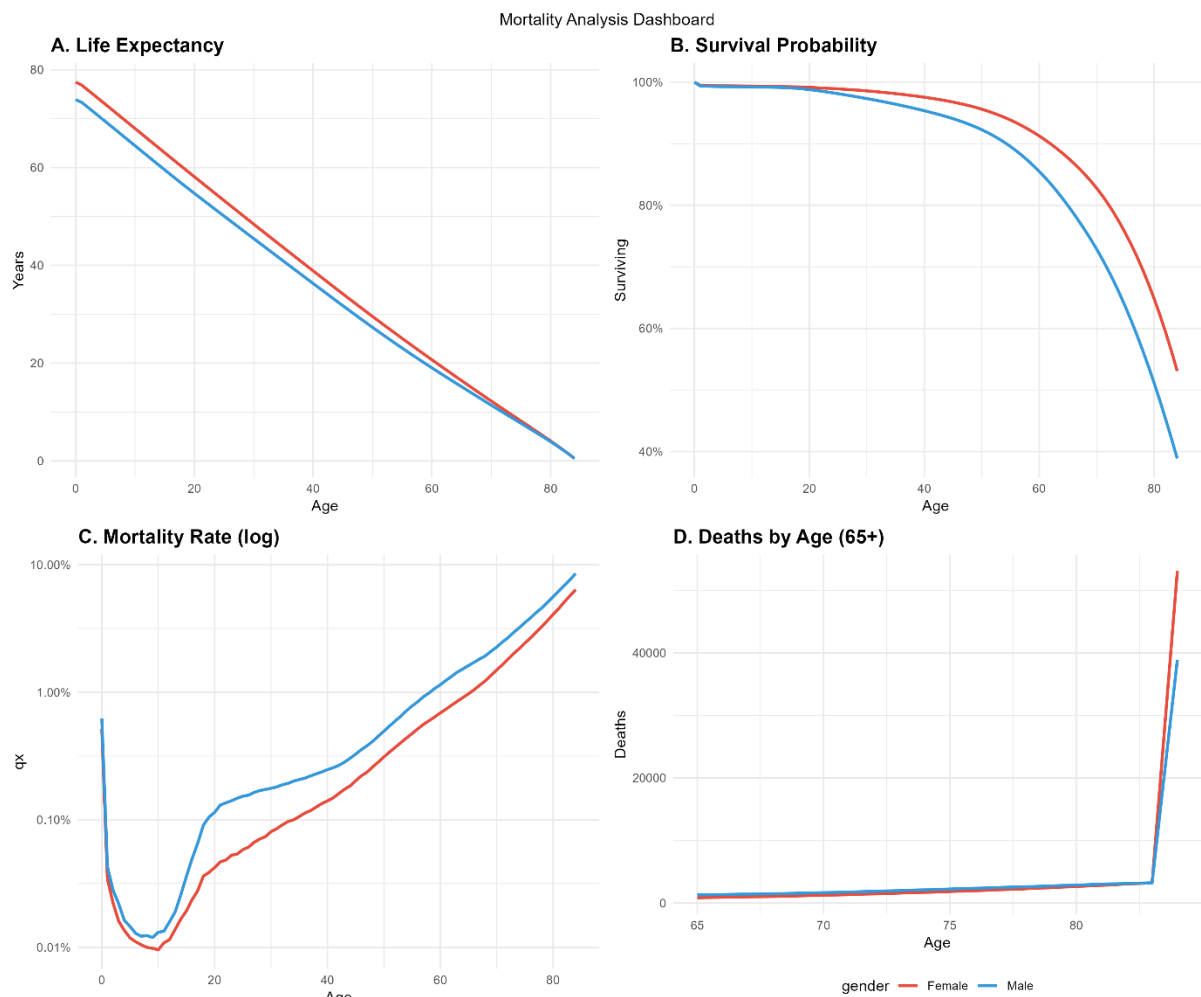 Mortality Analysis Dashboard
A. Life Expectancy
80
60
40
20
0
Years
0 20 40 60 80
Age
B. Survival Probability
100%
80%
60%
40%
Surviving
0 20 40 60 80
Age
C. Mortality Rate (log)
10.00%
1.00%
0.10%
0.01%
qx
0 20 40 60 80
Age
D. Deaths by Age (65+)
40000
20000
0
Deaths
65 70 75 80
Age
gender Female Male